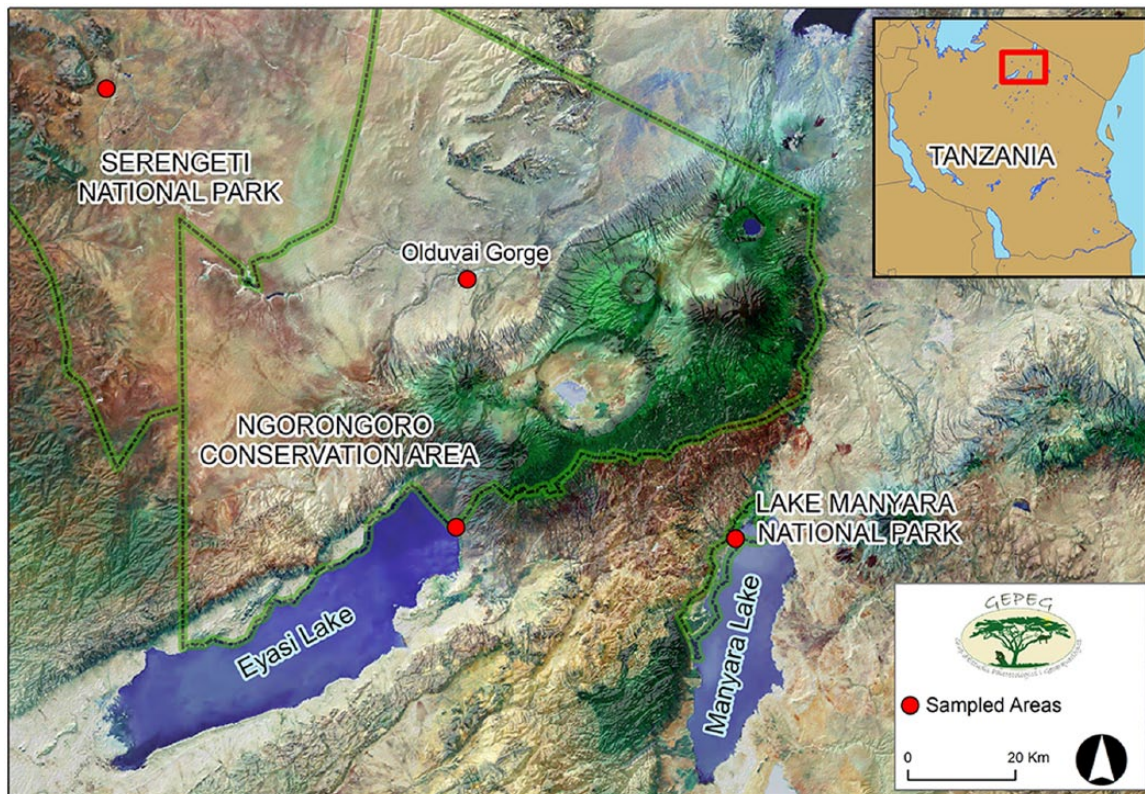 SERENGETI
NATIONAL PARK
TANZANIA
Olduvai Gorge
NGORONGORO
CONSERVATION AREA
LAKE MANYARA
NATIONAL PARK
Eyasi Lake
Manyara Lake
GEPEG
Sampled Areas
0 20 Km